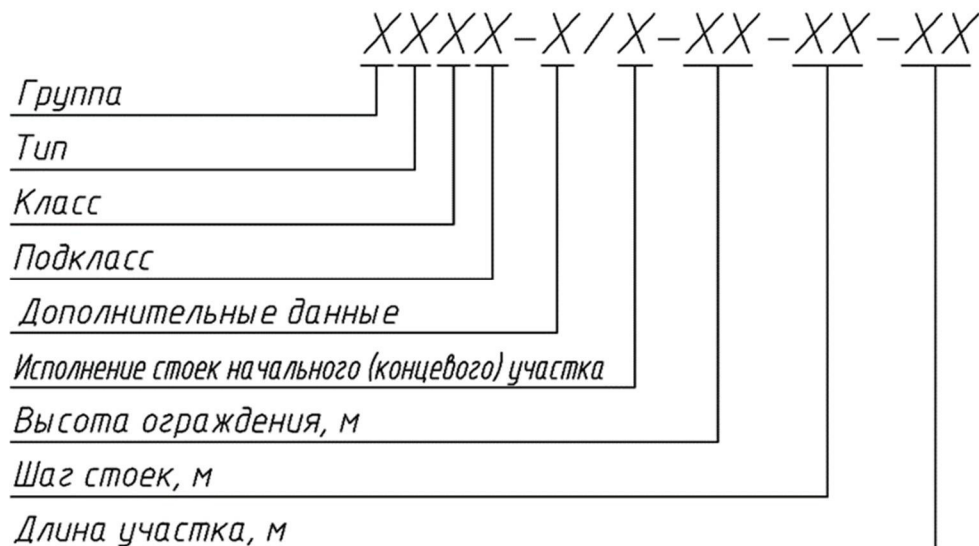 XXXX-X/X-XX-XX-XX
Группа
Тип
Класс
Подкласс
Дополнительные данные
Исполнение стоек начального (концевого) участка
Высота ограждения, м
Шаг стоек, м
Длина участка, м